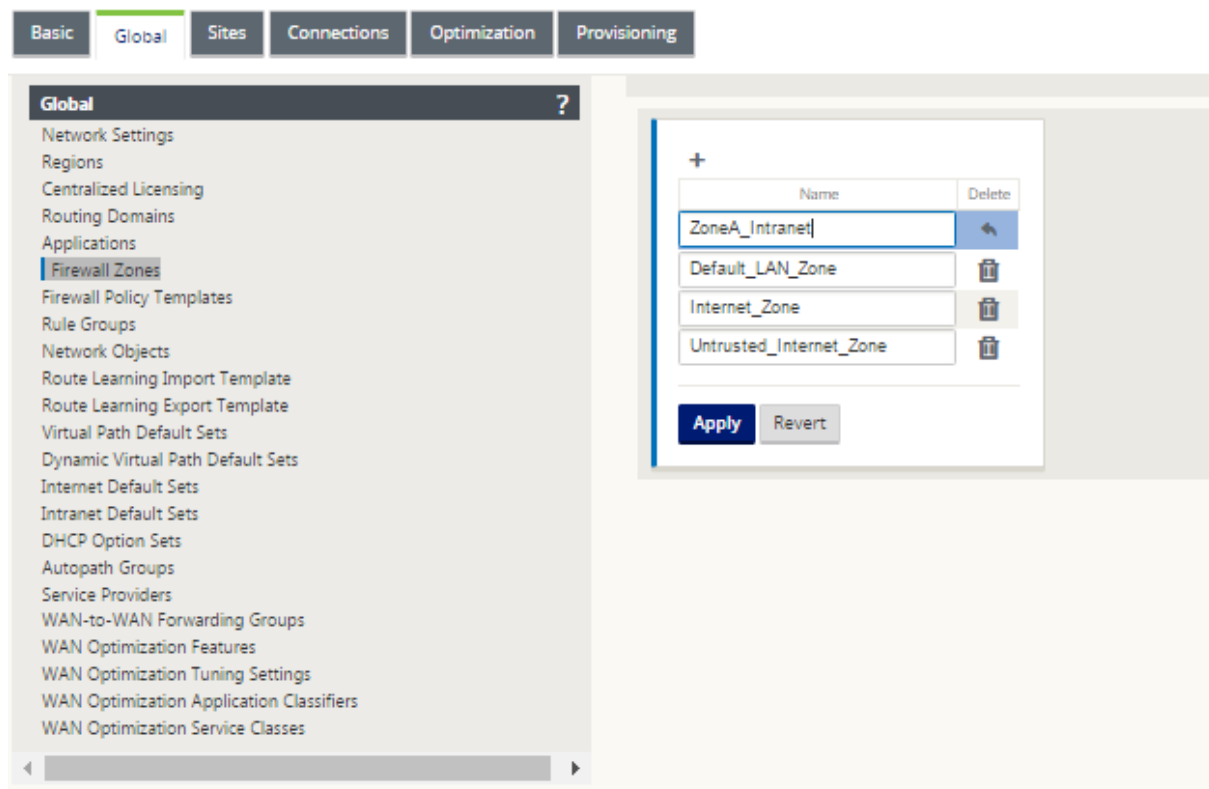 Basic Global Sites Connections Optimization Provisioning
Global ?
Network Settings
Regions
Centralized Licensing
Routing Domains
Applications
Firewall Zones
Firewall Policy Templates
Rule Groups
Network Objects
Route Learning Import Template
Route Learning Export Template
Virtual Path Default Sets
Dynamic Virtual Path Default Sets
Internet Default Sets
Intranet Default Sets
DHCP Option Sets
Autopath Groups
Service Providers
WAN-to-WAN Forwarding Groups
WAN Optimization Features
WAN Optimization Tuning Settings
WAN Optimization Application Classifiers
WAN Optimization Service Classes
+
Name Delete
ZoneA_Intranet
Default_LAN_Zone
Internet_Zone
Untrusted_Internet_Zone
Apply Revert